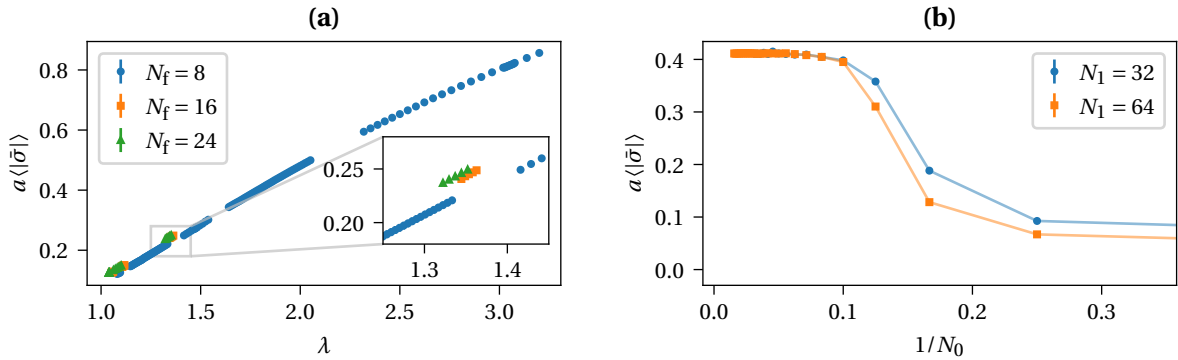 (a)
a⟨|σ̄|⟩
0.8
0.6
0.4
0.2
N_f = 8
N_f = 16
N_f = 24
0.25
0.20
1.3 1.4
1.0 1.5 2.0 2.5 3.0
λ
(b)
a⟨|σ̄|⟩
0.4
0.3
0.2
0.1
0.0
N_1 = 32
N_1 = 64
0.0 0.1 0.2 0.3
1/N_0